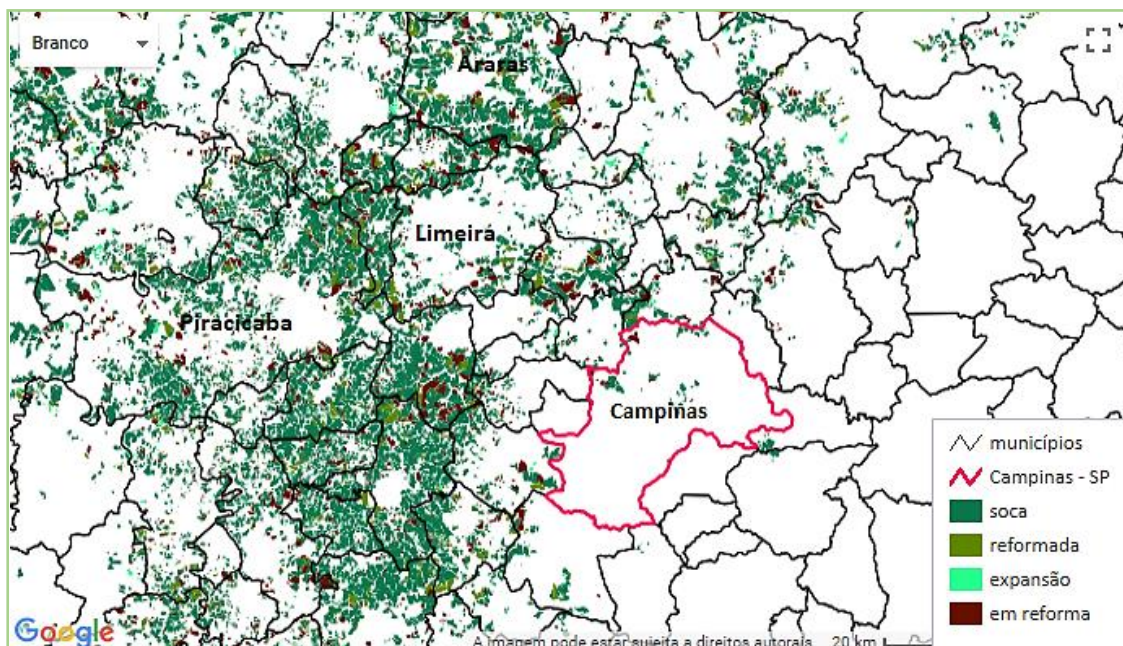 Branco
Araras
Limeira
Piracicaba
Campinas
municípios
Campinas - SP
soca
reformada
expansão
em reforma
Google
A imagem pode estar sujeita a direitos autorais. 20 km